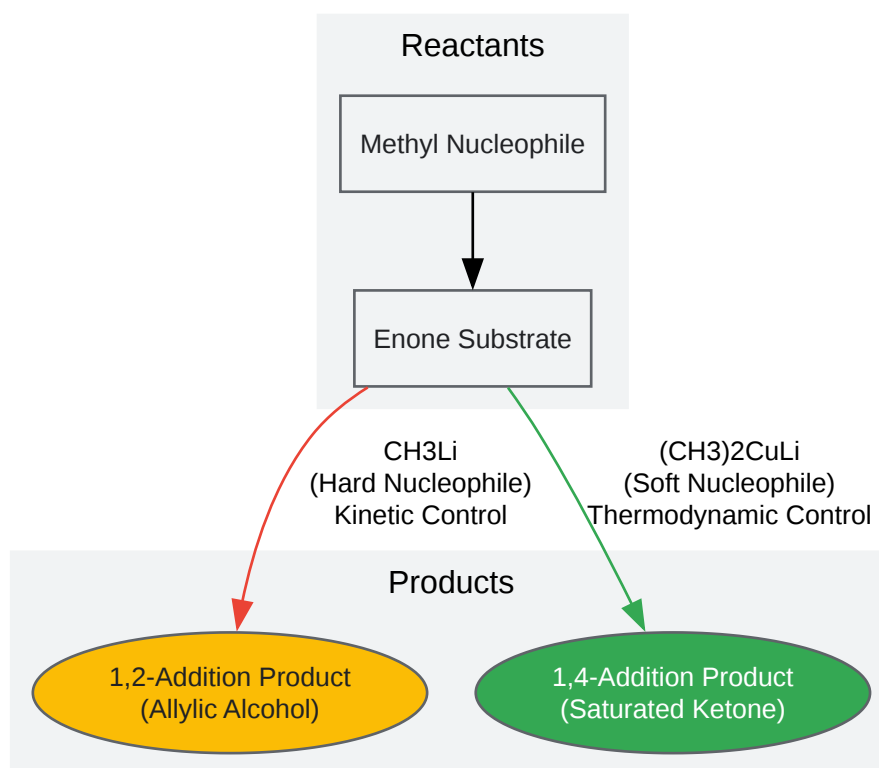 Reactants
Methyl Nucleophile
Enone Substrate
CH3Li
(Hard Nucleophile)
Kinetic Control
(CH3)2CuLi
(Soft Nucleophile)
Thermodynamic Control
Products
1,2-Addition Product
(Allylic Alcohol)
1,4-Addition Product
(Saturated Ketone)